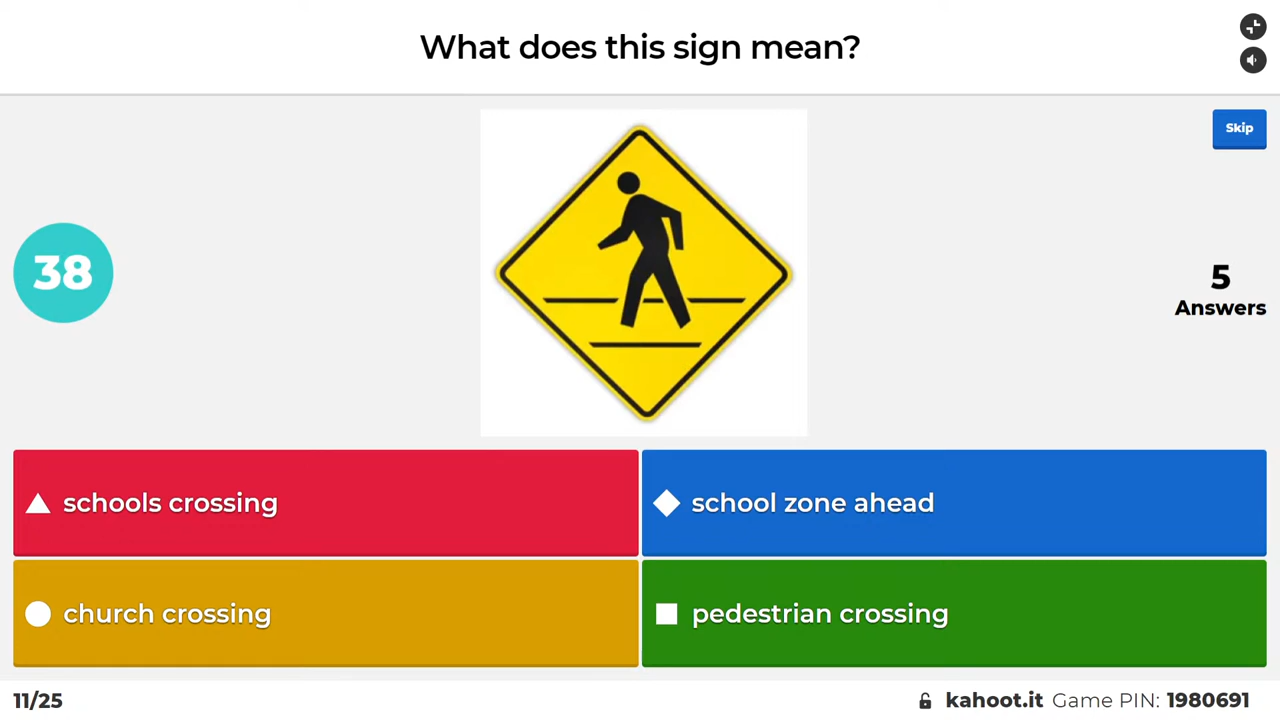 What does this sign mean?
Skip
38
5
Answers
schools crossing
school zone ahead
church crossing
pedestrian crossing
11/25
kahoot.it Game PIN: 1980691